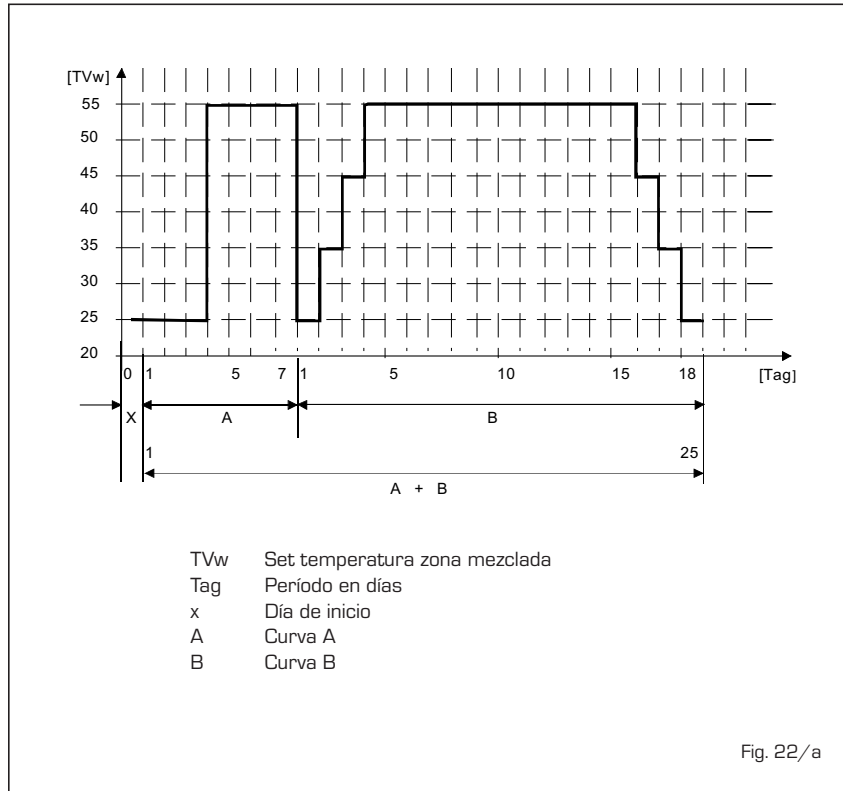 [TVw]
55
50
45
40
35
30
25
20
0 1 5 7 1 5 10 15 18 [Tag]
X A B
1 25
A + B
TVw Set temperatura zona mezclada
Tag Período en días
x Día de inicio
A Curva A
B Curva B
Fig. 22/a